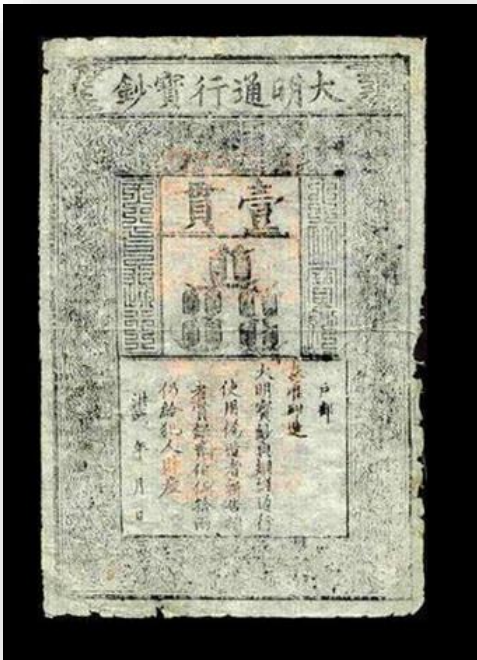 大明通行寶鈔
壹貫
戶部
奏准印造
大明寶鈔與銅錢通行
使用偽造者斬告捕
者賞銀貳伯伍拾兩
仍給犯人財產
洪武 年 月 日